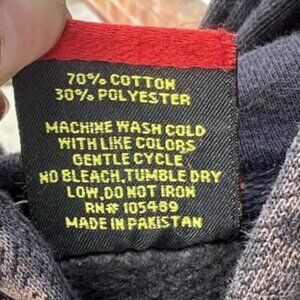 70% COTTON
30% POLYESTER
MACHINE WASH COLD
WITH LIKE COLORS
GENTLE CYCLE
NO BLEACH.TUMBLE DRY
LOW.DO NOT IRON
RN# 105489
MADE IN PAKISTAN